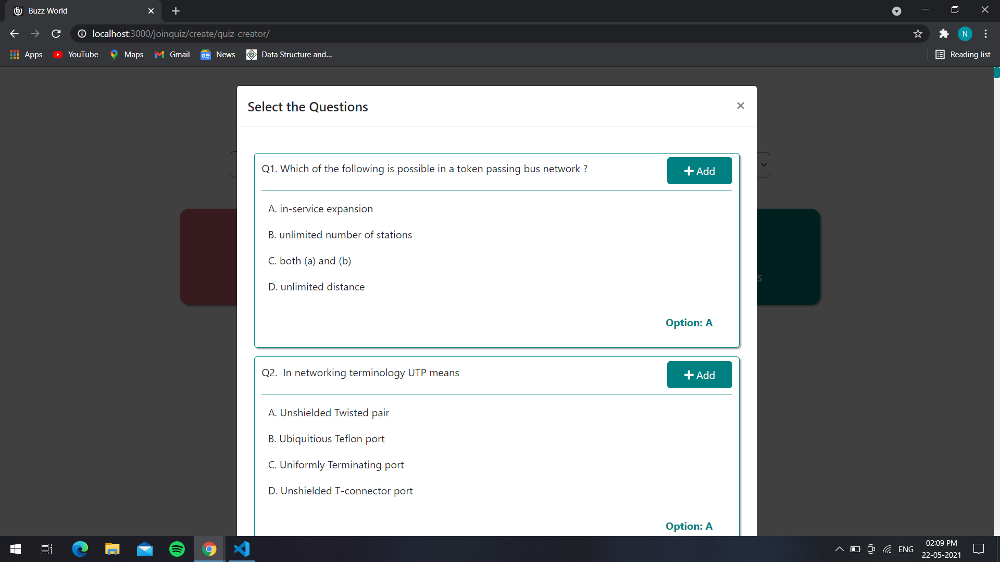 Buzz World
localhost:3000/joinquiz/create/quiz-creator/
N
Apps
YouTube
Maps
Gmail
News
Data Structure and...
Reading list
Select the Questions
Q1. Which of the following is possible in a token passing bus network ?
Add
A. in-service expansion
B. unlimited number of stations
C. both (a) and (b)
D. unlimited distance
s
Option: A
Q2.  In networking terminology UTP means
Add
A. Unshielded Twisted pair
B. Ubiquitious Teflon port
C. Uniformly Terminating port
D. Unshielded T-connector port
Option: A
ENG
02:09 PM
22-05-2021